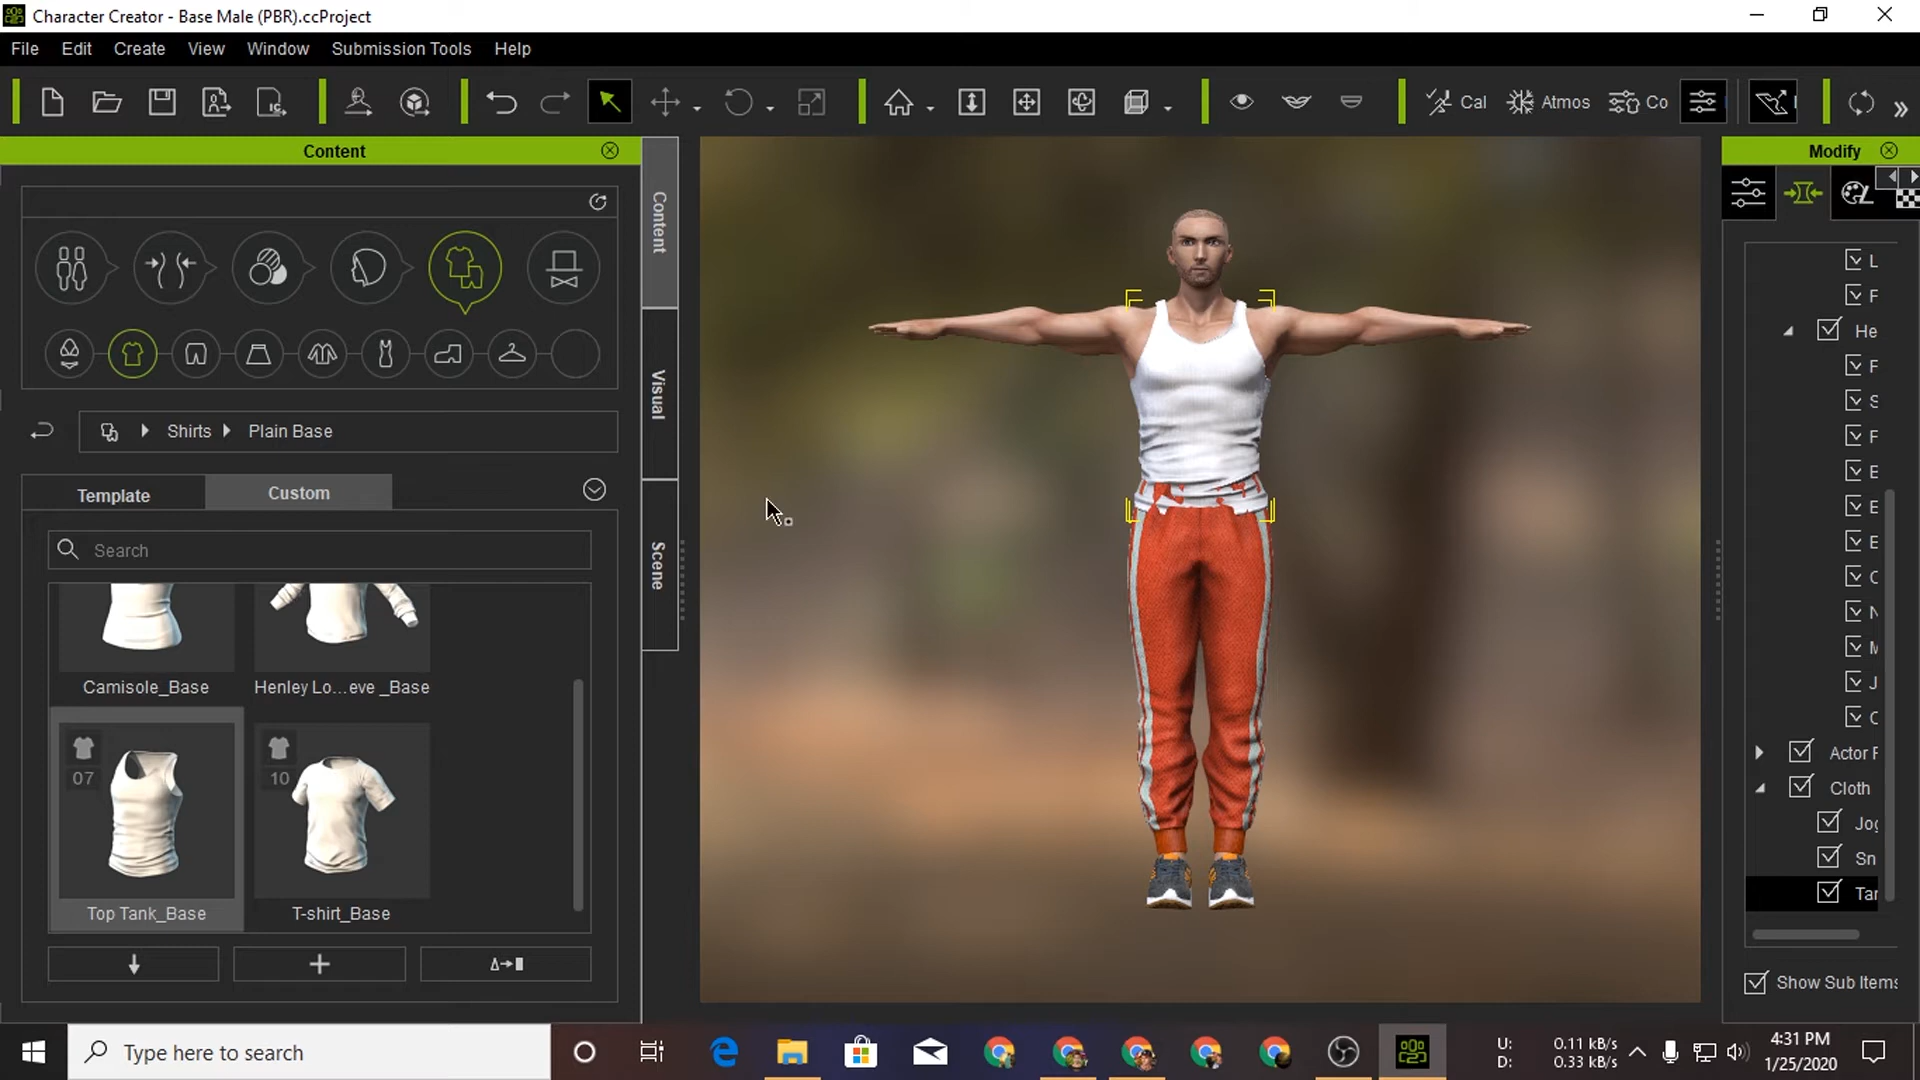 Character Creator - Base Male (PBR).ccProject
File Edit Create View Window Submission Tools Help
Cal Atmos Co
Content
Modify
Content
Visual
Scene
Shirts Plain Base
Template Custom
Search
Camisole_Base Henley Lo...eve _Base
07 10
Top Tank_Base T-shirt_Base
L
F
He
F
S
F
E
E
E
C
N
M
J
C
Actor F
Cloth
Jog
Sn
Tar
Show Sub Items
Type here to search
U: 0.11 kB/s
D: 0.33 kB/s
4:31 PM
1/25/2020